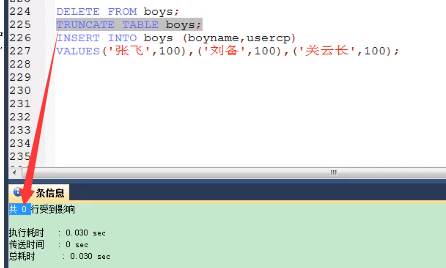 224 DELETE FROM boys;
225 TRUNCATE TABLE boys;
226 INSERT INTO boys (boyname,usercp)
227 VALUES('张飞',100),('刘备',100),('关云长',100);
228
229
230
231
232
233
234
235
条信息
共 0 行受到影响
执行耗时 : 0.030 sec
传送时间 : 0 sec
总耗时 : 0.030 sec